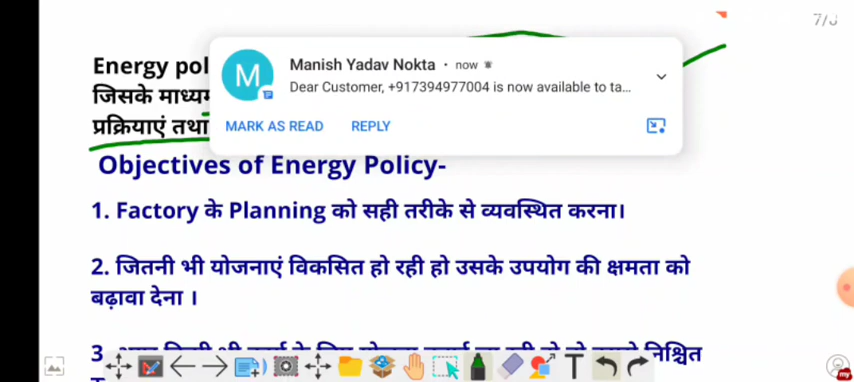 7/8
Energy pol
जिसके माध्यम
प्रक्रियाएं तथा
Manish Yadav Nokta · now
M
Dear Customer, +917394977004 is now available to ta...
MARK AS READ REPLY
Objectives of Energy Policy-
1. Factory के Planning को सही तरीके से व्यवस्थित करना।
2. जितनी भी योजनाएं विकसित हो रही हो उसके उपयोग की क्षमता को
बढ़ावा देना ।
3 निश्चित
T